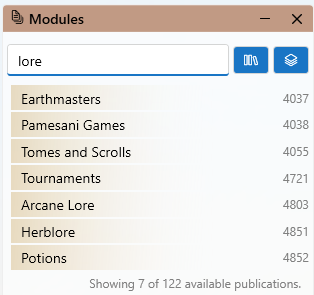 Modules
lore
Earthmasters 4037
Pamesani Games 4038
Tomes and Scrolls 4055
Tournaments 4721
Arcane Lore 4803
Herblore 4851
Potions 4852
Showing 7 of 122 available publications.